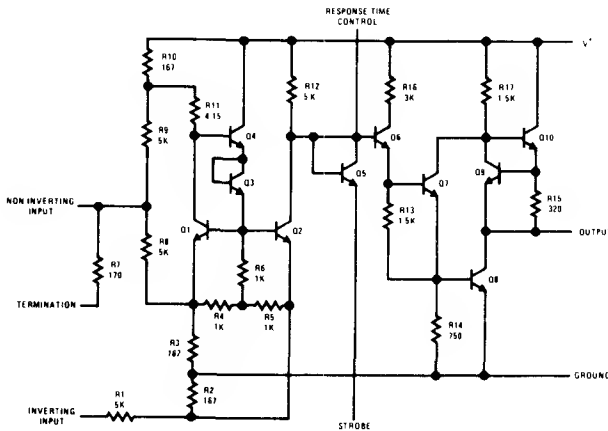 RESPONSE TIME
CONTROL
R10
167
V+
R12
5 K
R16
3K
R17
1 5K
R11
4.15
Q4
Q6
Q10
R9
5K
Q3
Q5
Q7
Q9
R15
320
NON INVERTING
INPUT
Q1
Q2
R13
1.5K
OUTPUT
R8
5K
R7
170
R6
1K
Q8
TERMINATION
R4
1K
R5
1K
R14
750
R3
167
GROUND
R2
167
R1
5K
INVERTING
INPUT
STROBE